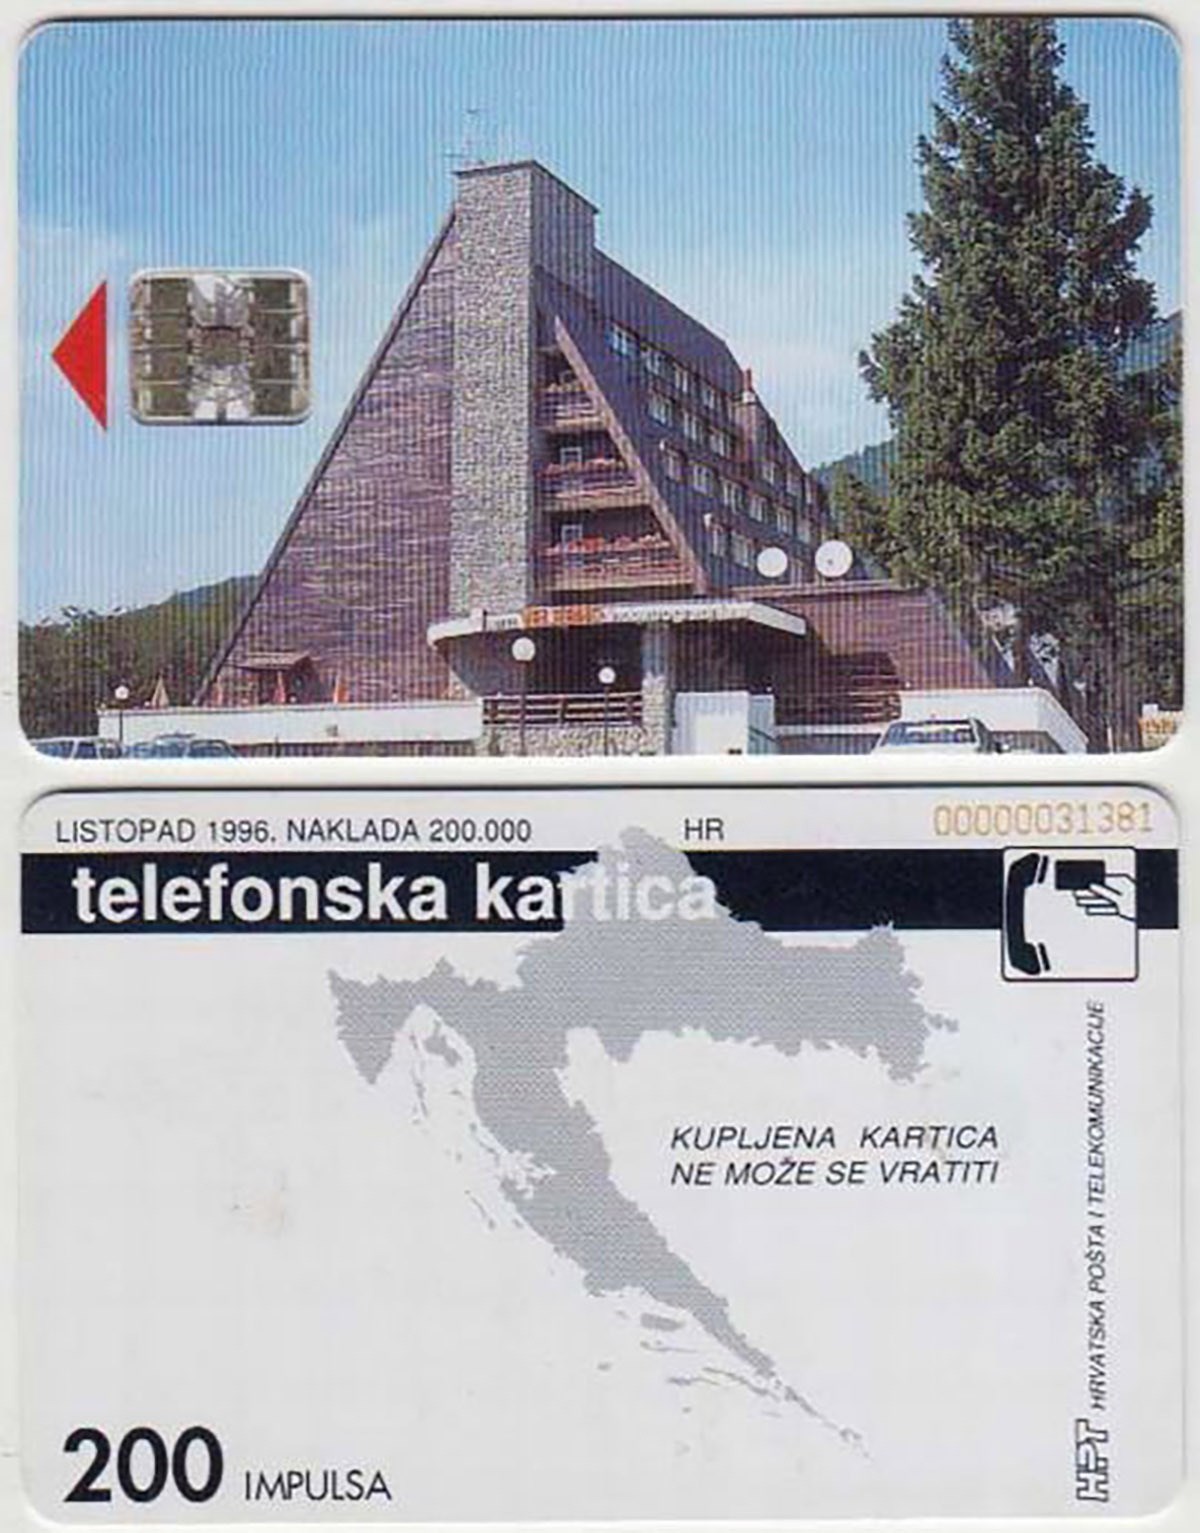 LISTOPAD 1996. NAKLADA 200.000
HR
00000031381
telefonska kartica
KUPLJENA KARTICA
NE MOŽE SE VRATITI
HPT HRVATSKA POŠTA I TELEKOMUNIKACIJE
200 IMPULSA